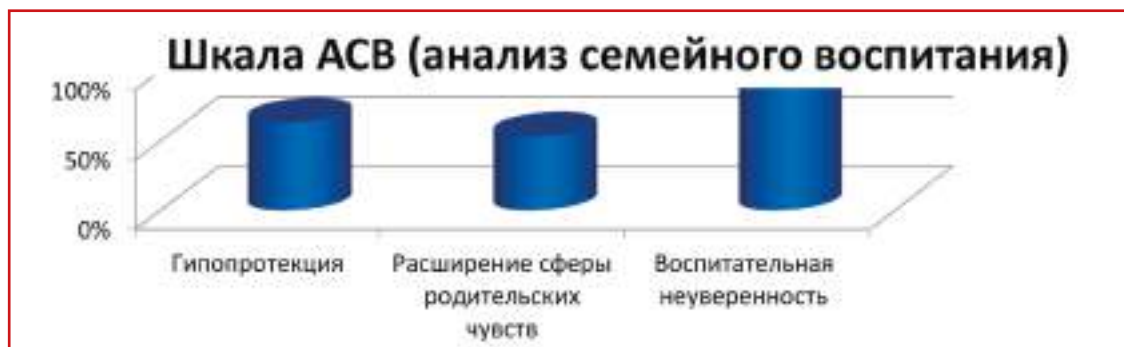 Шкала АСВ (анализ семейного воспитания)
100%
50%
0%
Гипопротекция
Расширение сферы
родительских
чувств
Воспитательная
неуверенность